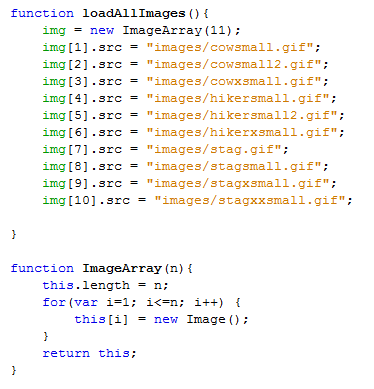 function loadAllImages(){
    img = new ImageArray(11);
    img[1].src = "images/cowsmall.gif";
    img[2].src = "images/cowsmall2.gif";
    img[3].src = "images/cowxsmall.gif";
    img[4].src = "images/hikersmall.gif";
    img[5].src = "images/hikersmall2.gif";
    img[6].src = "images/hikerxsmall.gif";
    img[7].src = "images/stag.gif";
    img[8].src = "images/stagsmall.gif";
    img[9].src = "images/stagxsmall.gif";
    img[10].src = "images/stagxxsmall.gif";
}
function ImageArray(n){
    this.length = n;
    for(var i=1; i<=n; i++) {
        this[i] = new Image();
    }
    return this;
}